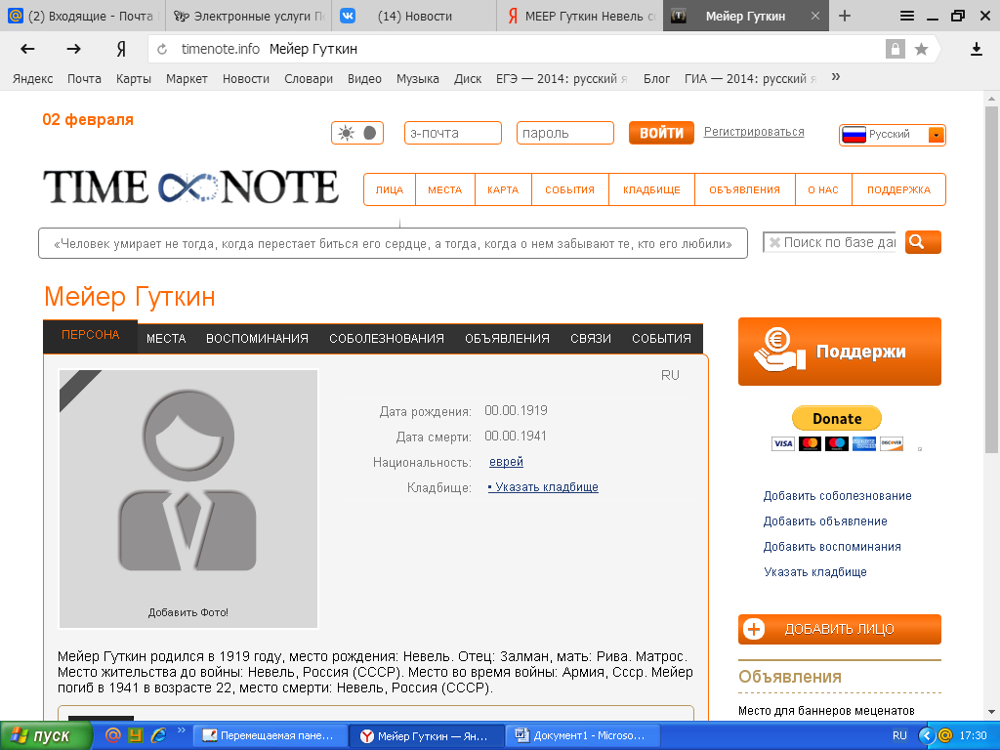 (2) Входящие - Почта
Электронные услуги П
(14) Новости
МЕЕР Гуткин Невель со
Мейер Гуткин
timenote.info Мейер Гуткин
Яндекс Почта Карты Маркет Новости Словари Видео Музыка Диск ЕГЭ — 2014: русский я Блог ГИА — 2014: русский я »
02 февраля
э-почта пароль ВОЙТИ Регистрироваться Русский
TIME NOTE
ЛИЦА МЕСТА КАРТА СОБЫТИЯ КЛАДБИЩЕ ОБЪЯВЛЕНИЯ О НАС ПОДДЕРЖКА
«Человек умирает не тогда, когда перестает биться его сердце, а тогда, когда о нем забывают те, кто его любили»
Поиск по базе дан
Мейер Гуткин
ПЕРСОНА МЕСТА ВОСПОМИНАНИЯ СОБОЛЕЗНОВАНИЯ ОБЪЯВЛЕНИЯ СВЯЗИ СОБЫТИЯ
RU
Дата рождения: 00.00.1919
Дата смерти: 00.00.1941
Национальность: еврей
Кладбище: • Указать кладбище
Добавить Фото!
Мейер Гуткин родился в 1919 году, место рождения: Невель. Отец: Залман, мать: Рива. Матрос.
Место жительства до войны: Невель, Россия (СССР). Место во время войны: Армия, Ссср. Мейер
погиб в 1941 в возрасте 22, место смерти: Невель, Россия (СССР).
Поддержи
Donate
VISA
DISCOVER
Добавить соболезнование
Добавить объявление
Добавить воспоминания
Указать кладбище
ДОБАВИТЬ ЛИЦО
Объявления
Место для баннеров меценатов
пуск
» Перемещаемая пане...
Мейер Гуткин — Ян...
Документ1 - Microso...
RU
17:30